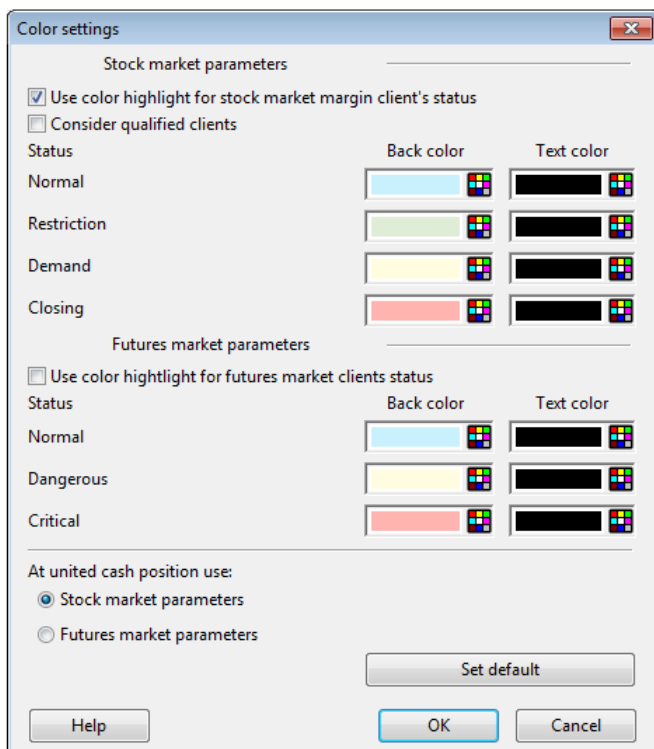 Color settings
Stock market parameters
Use color highlight for stock market margin client's status
Consider qualified clients
Status Back color Text color
Normal
Restriction
Demand
Closing
Futures market parameters
Use color hightlight for futures market clients status
Status Back color Text color
Normal
Dangerous
Critical
At united cash position use:
Stock market parameters
Futures market parameters
Set default
Help OK Cancel